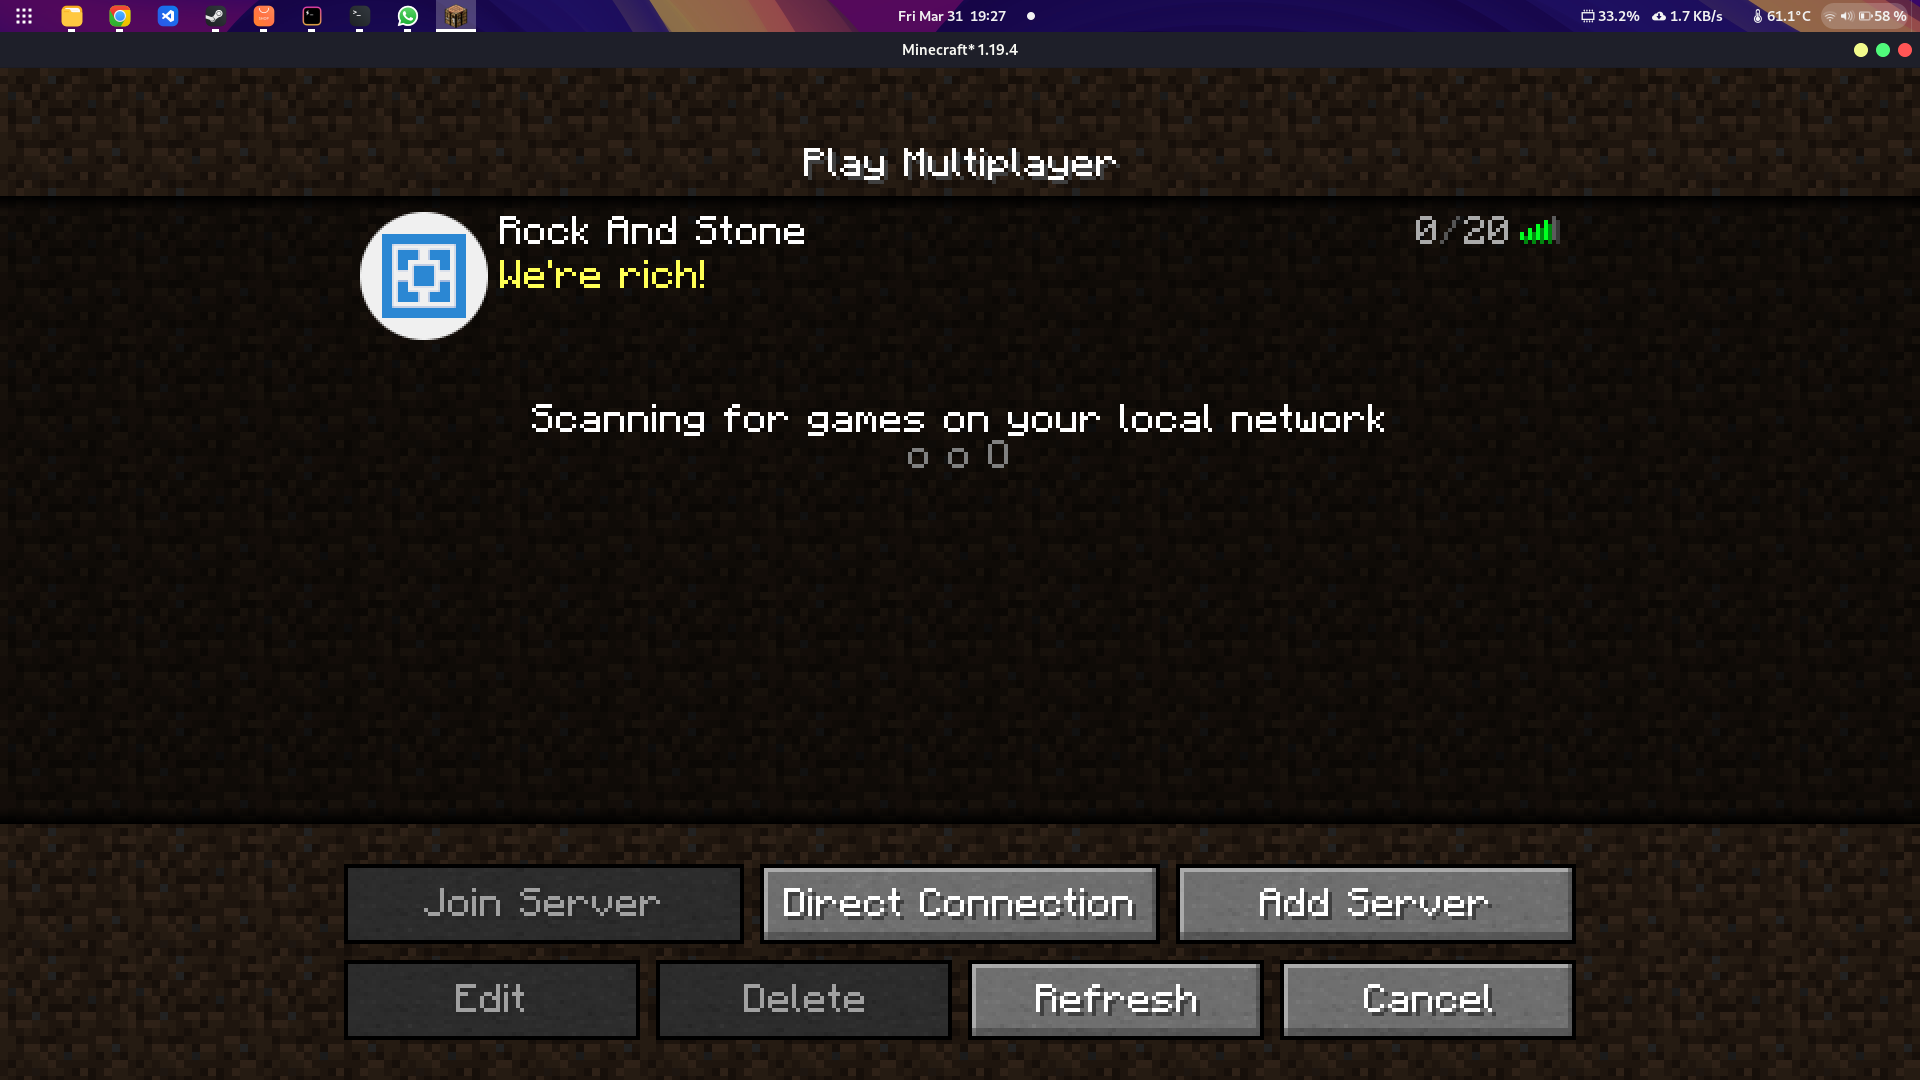 Fri Mar 31 19:27
33.2% 1.7 KB/s 61.1°C 58 %
Minecraft* 1.19.4
Play Multiplayer
Rock And Stone 0/20
We're rich!
Scanning for games on your local network
o o O
Join Server Direct Connection Add Server
Edit Delete Refresh Cancel